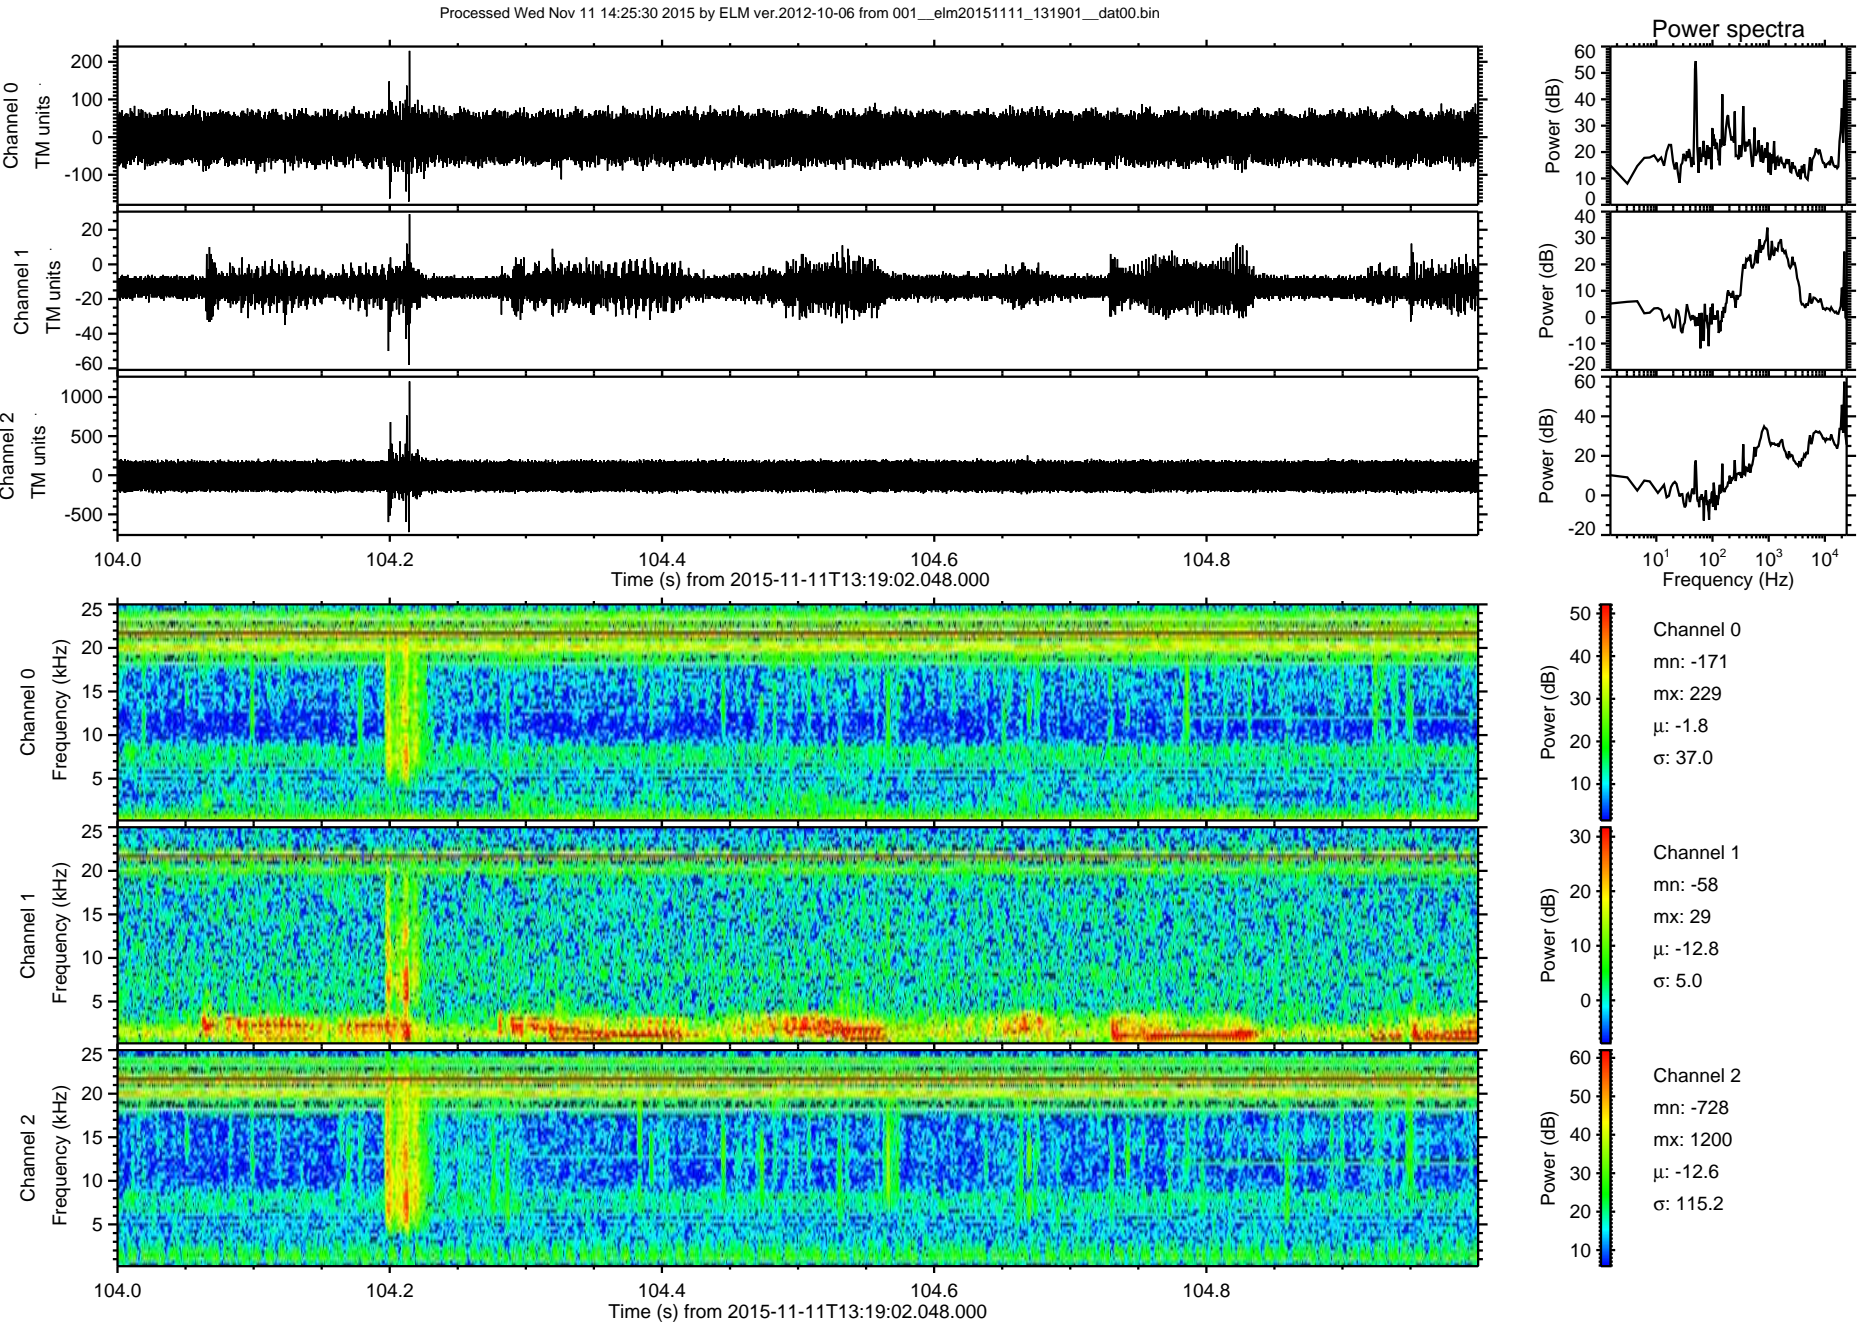 Processed Wed Nov 11 14:25:30 2015 by ELM ver.2012-10-06 from 001__elm20151111_131901__dat00.bin
Power spectra
Channel 0
TM units
200
100
0
-100
Power (dB)
60
50
40
30
20
10
0
Channel 1
TM units
20
0
-20
-40
-60
Power (dB)
40
30
20
10
0
-10
-20
Channel 2
TM units
1000
500
0
-500
Power (dB)
60
40
20
0
-20
104.0 104.2 104.4 104.6 104.8
Time (s) from 2015-11-11T13:19:02.048.000
10^1 10^2 10^3 10^4
Frequency (Hz)
Channel 0
Frequency (kHz)
25
20
15
10
5
Power (dB)
50
40
30
20
10
Channel 0
mn: -171
mx: 229
μ: -1.8
σ: 37.0
Channel 1
Frequency (kHz)
25
20
15
10
5
Power (dB)
30
20
10
0
Channel 1
mn: -58
mx: 29
μ: -12.8
σ: 5.0
Channel 2
Frequency (kHz)
25
20
15
10
5
Power (dB)
60
50
40
30
20
10
Channel 2
mn: -728
mx: 1200
μ: -12.6
σ: 115.2
104.0 104.2 104.4 104.6 104.8
Time (s) from 2015-11-11T13:19:02.048.000